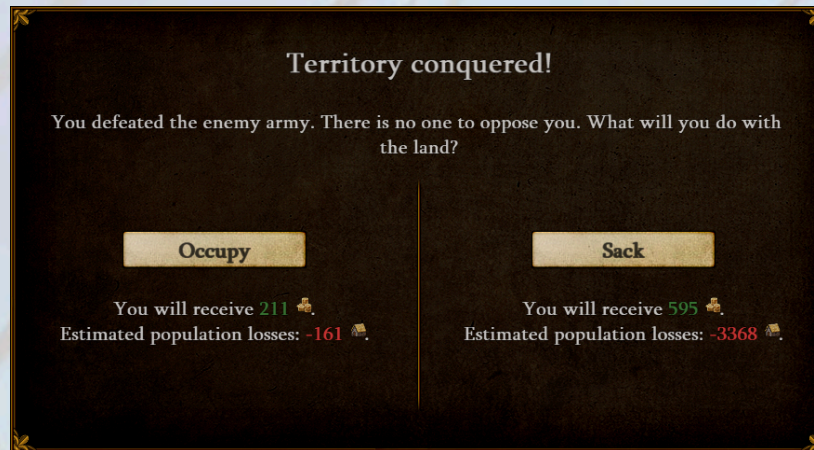 Territory conquered!
You defeated the enemy army. There is no one to oppose you. What will you do with
the land?
Occupy
You will receive 211 .
Estimated population losses: -161 .
Sack
You will receive 595 .
Estimated population losses: -3368 .